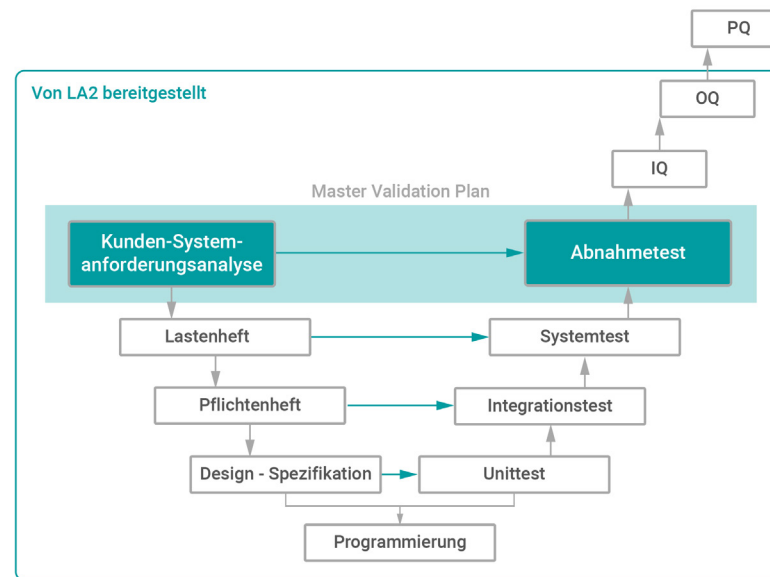 PQ
Von LA2 bereitgestellt
OQ
IQ
Master Validation Plan
Kunden-System-
anforderungsanalyse
Abnahmetest
Lastenheft
Systemtest
Pflichtenheft
Integrationstest
Design - Spezifikation
Unittest
Programmierung